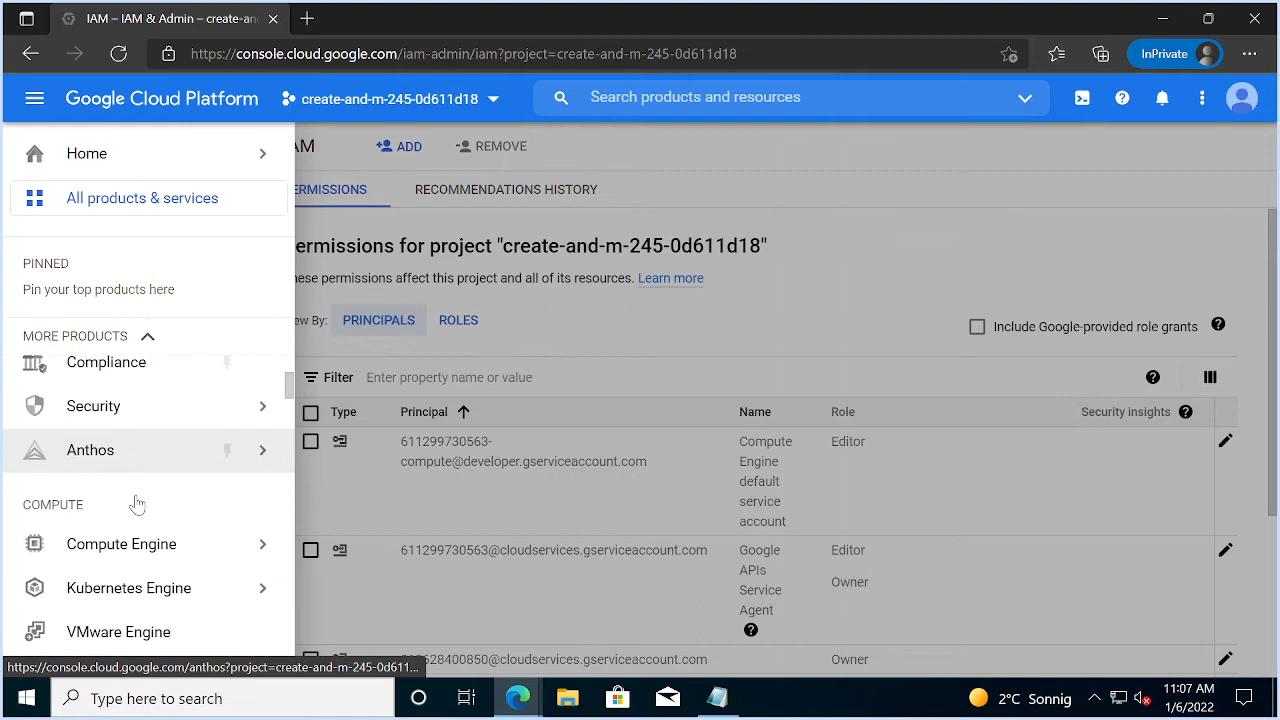 IAM – IAM & Admin – create-and
https://console.cloud.google.com/iam-admin/iam?project=create-and-m-245-0d611d18
InPrivate
Google Cloud Platform
create-and-m-245-0d611d18
Search products and resources
Home
All products & services
PINNED
Pin your top products here
MORE PRODUCTS
Compliance
Security
Anthos
COMPUTE
Compute Engine
Kubernetes Engine
VMware Engine
https://console.cloud.google.com/anthos?project=create-and-m-245-0d611...
AM
ADD
REMOVE
ERMISSIONS
RECOMMENDATIONS HISTORY
ermissions for project "create-and-m-245-0d611d18"
hese permissions affect this project and all of its resources. Learn more
ew By:
PRINCIPALS
ROLES
Include Google-provided role grants
Filter
Enter property name or value
Type
Principal
Name
Role
Security insights
611299730563-
compute@developer.gserviceaccount.com
Compute
Engine
default
service
account
Editor
611299730563@cloudservices.gserviceaccount.com
Google
APIs
Service
Agent
Editor
Owner
628400850@cloudservices.gserviceaccount.com
Owner
Type here to search
2°C Sonnig
11:07 AM
1/6/2022